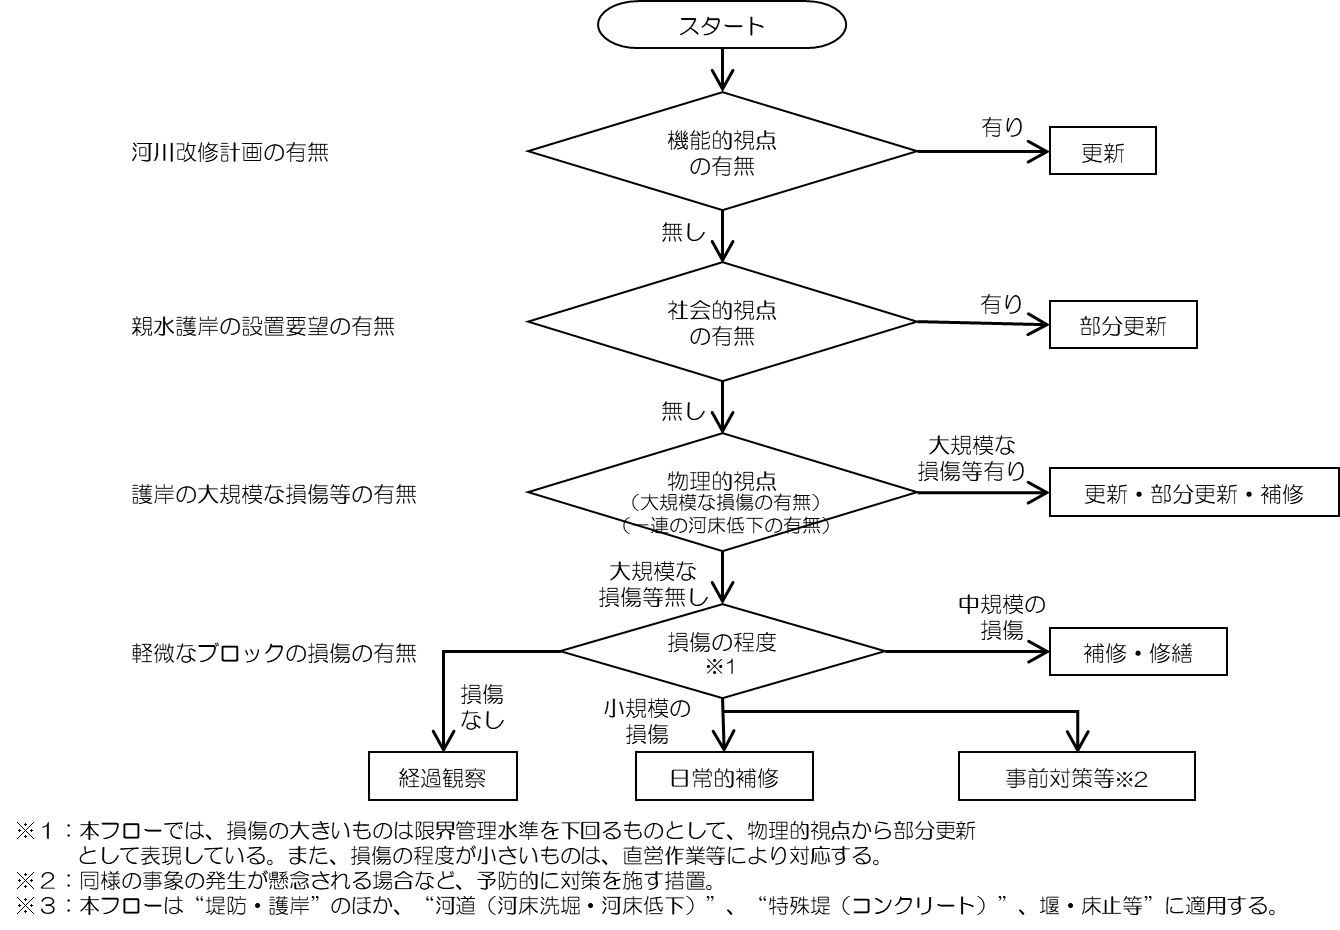 スタート
河川改修計画の有無
機能的視点
の有無
有り
更新
無し
親水護岸の設置要望の有無
社会的視点
の有無
有り
部分更新
無し
護岸の大規模な損傷等の有無
物理的視点
（大規模な損傷の有無）
（一連の河床低下の有無）
大規模な
損傷等有り
更新・部分更新・補修
大規模な
損傷等無し
軽微なブロックの損傷の有無
損傷の程度
※1
中規模の
損傷
補修・修繕
損傷
なし
小規模の
損傷
経過観察
日常的補修
事前対策等※2
※１：本フローでは、損傷の大きいものは限界管理水準を下回るものとして、物理的視点から部分更新
として表現している。また、損傷の程度が小さいものは、直営作業等により対応する。
※２：同様の事象の発生が懸念される場合など、予防的に対策を施す措置。
※３：本フローは“堤防・護岸”のほか、“河道（河床洗堀・河床低下）”、“特殊堤（コンクリート）”、堰・床止等”に適用する。